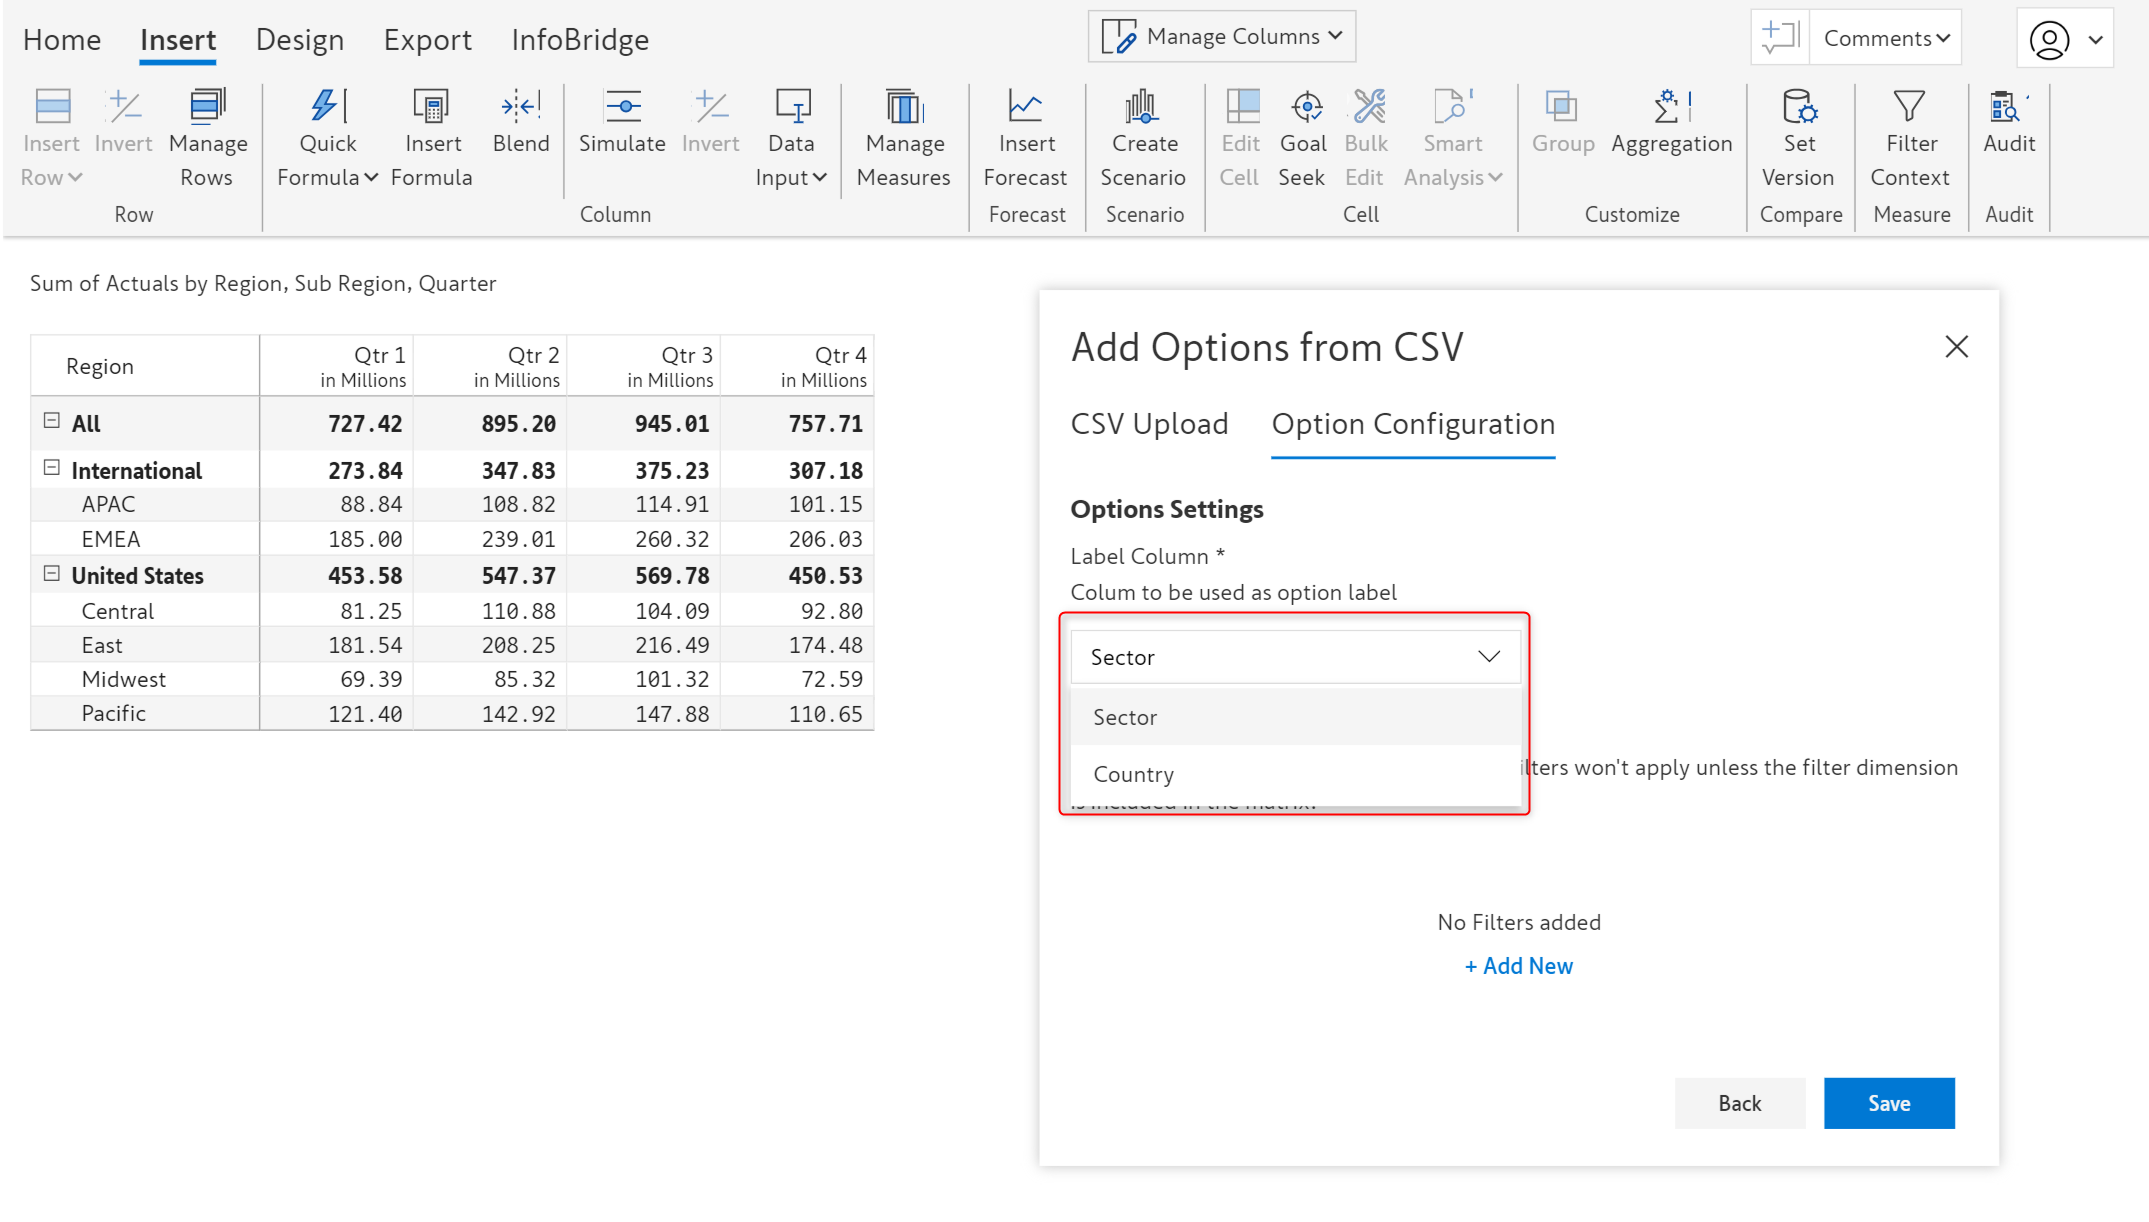 Home Insert Design Export InfoBridge Manage Columns Comments
Insert Row Invert Manage Rows Quick Formula Insert Formula Blend Simulate Invert Data Input Manage Measures Insert Forecast Create Scenario Edit Cell Goal Seek Bulk Edit Smart Analysis Group Aggregation Set Version Filter Context Audit
Row Column Forecast Scenario Cell Customize Compare Measure Audit
Sum of Actuals by Region, Sub Region, Quarter
Region Qtr 1 in Millions Qtr 2 in Millions Qtr 3 in Millions Qtr 4 in Millions
All 727.42 895.20 945.01 757.71
International 273.84 347.83 375.23 307.18
APAC 88.84 108.82 114.91 101.15
EMEA 185.00 239.01 260.32 206.03
United States 453.58 547.37 569.78 450.53
Central 81.25 110.88 104.09 92.80
East 181.54 208.25 216.49 174.48
Midwest 69.39 85.32 101.32 72.59
Pacific 121.40 142.92 147.88 110.65
Add Options from CSV
CSV Upload Option Configuration
Options Settings
Label Column *
Colum to be used as option label
Sector
Sector
Country
won't apply unless the filter dimension
is included in the matrix.
No Filters added
+ Add New
Back Save